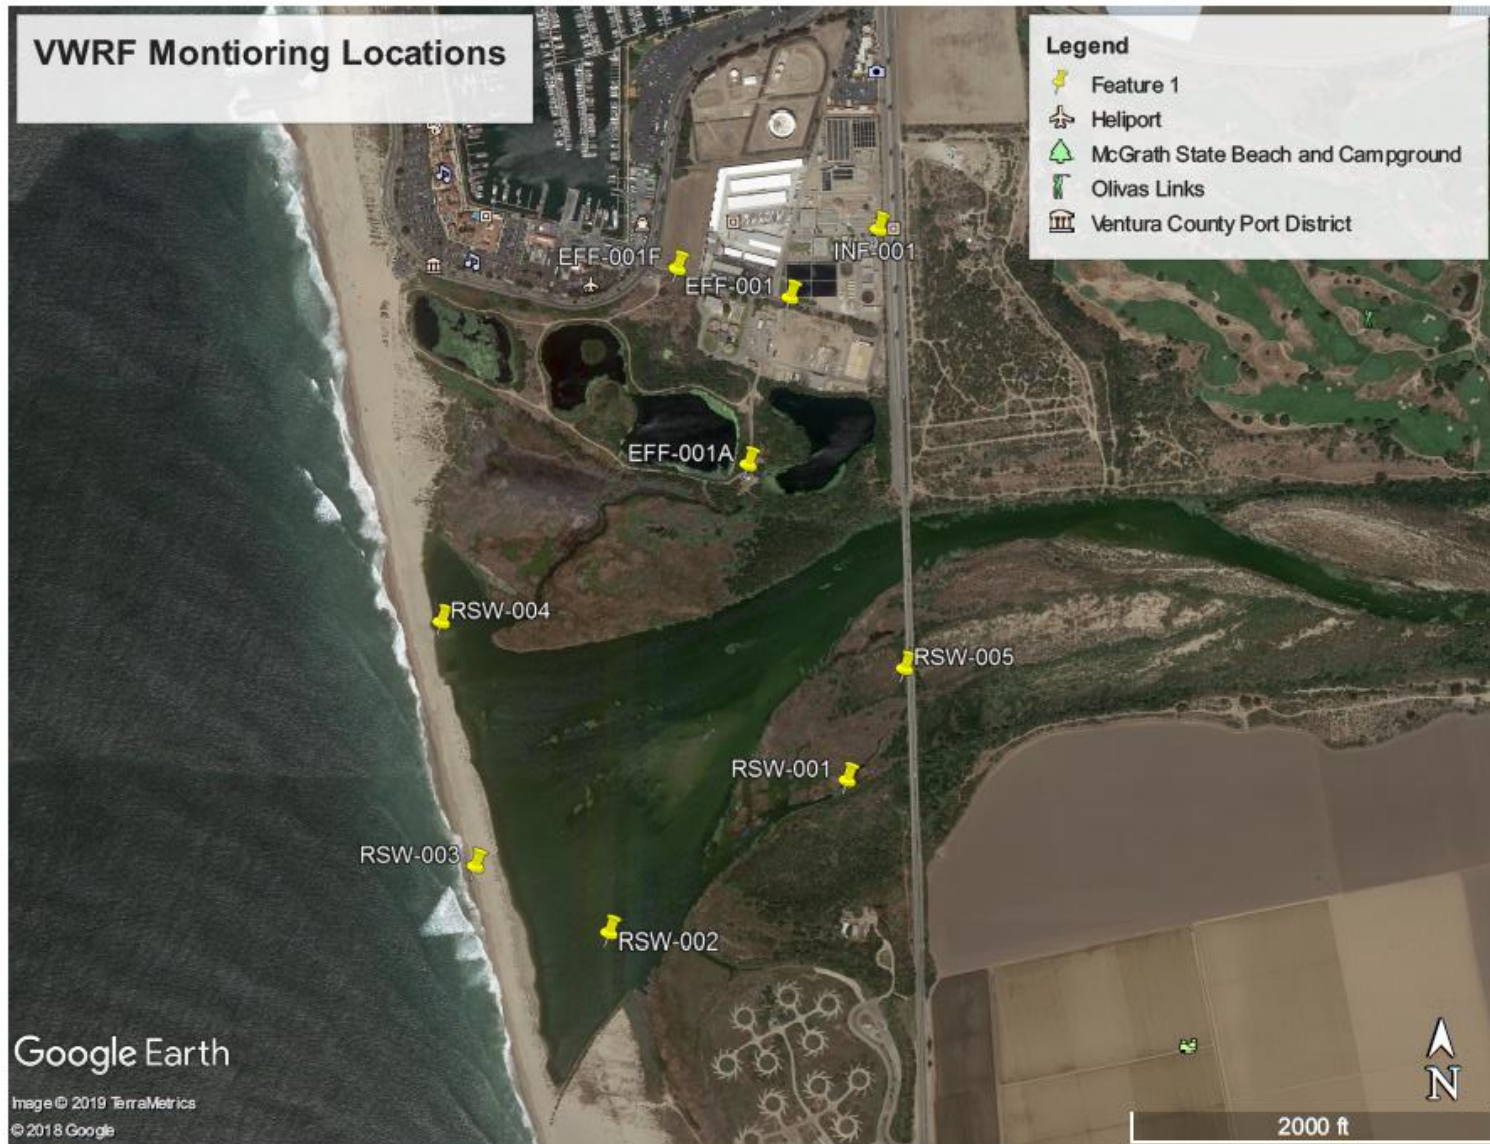 VWRF Montioring Locations
Legend
Feature 1
Heliport
McGrath State Beach and Campground
Olivas Links
Ventura County Port District
INF-001
EFF-001F
EFF-001
EFF-001A
RSW-004
RSW-005
RSW-001
RSW-003
RSW-002
Google Earth
Image © 2019 TerraMetrics
© 2018 Google
N
2000 ft